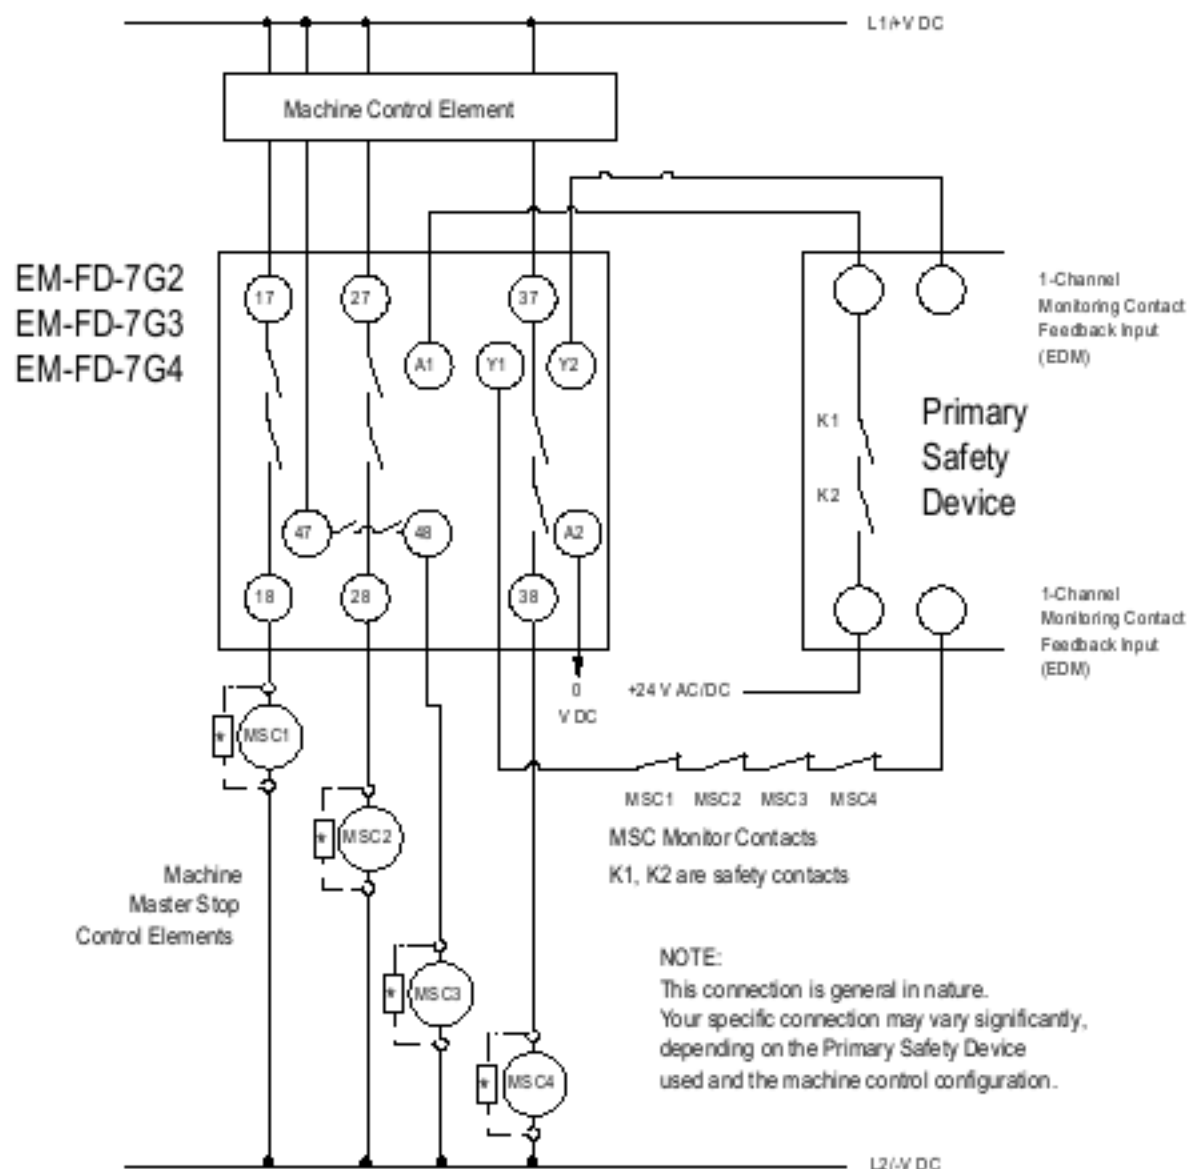 L1/+V DC
Machine Control Element
EM-FD-7G2
EM-FD-7G3
EM-FD-7G4
17
27
37
A1
Y1
Y2
47
48
A2
18
28
38
1-Channel
Monitoring Contact
Feedback Input
(EDM)
K1
K2
Primary
Safety
Device
1-Channel
Monitoring Contact
Feedback Input
(EDM)
0
V DC
+24 V AC/DC
* MSC1
MSC1 MSC2 MSC3 MSC4
* MSC2
MSC Monitor Contacts
K1, K2 are safety contacts
Machine
Master Stop
Control Elements
* MSC3
NOTE:
This connection is general in nature.
Your specific connection may vary significantly,
depending on the Primary Safety Device
used and the machine control configuration.
* MSC4
L2/-V DC